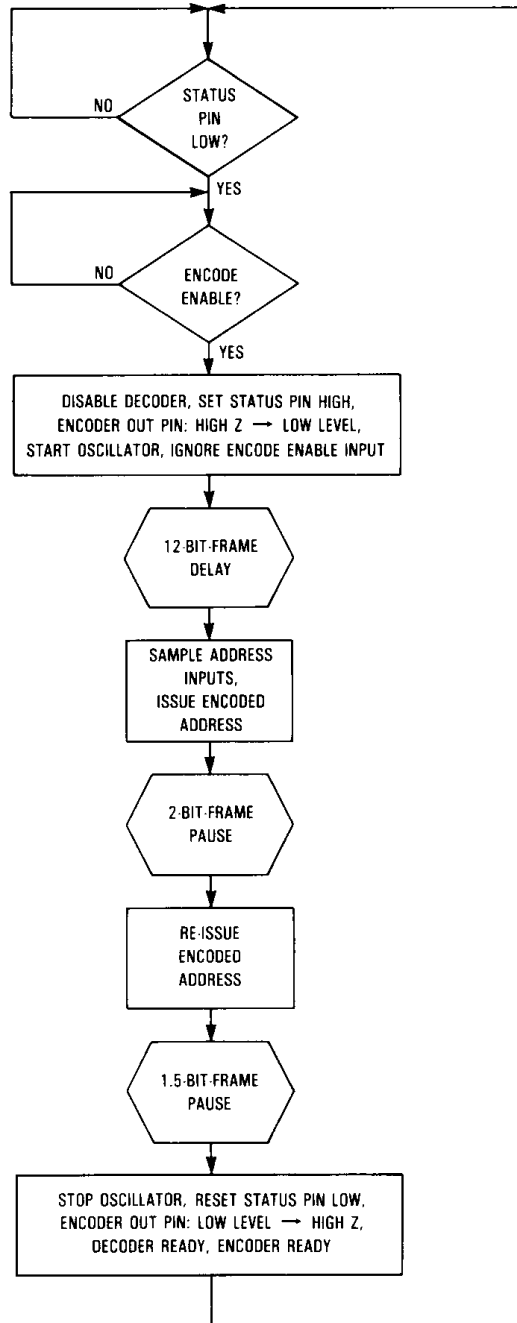 STATUS
PIN
LOW?
NO
YES
ENCODE
ENABLE?
NO
YES
DISABLE DECODER, SET STATUS PIN HIGH,
ENCODER OUT PIN: HIGH Z → LOW LEVEL,
START OSCILLATOR, IGNORE ENCODE ENABLE INPUT
12-BIT-FRAME
DELAY
SAMPLE ADDRESS
INPUTS,
ISSUE ENCODED
ADDRESS
2-BIT-FRAME
PAUSE
RE-ISSUE
ENCODED
ADDRESS
1.5-BIT-FRAME
PAUSE
STOP OSCILLATOR, RESET STATUS PIN LOW,
ENCODER OUT PIN: LOW LEVEL → HIGH Z,
DECODER READY, ENCODER READY